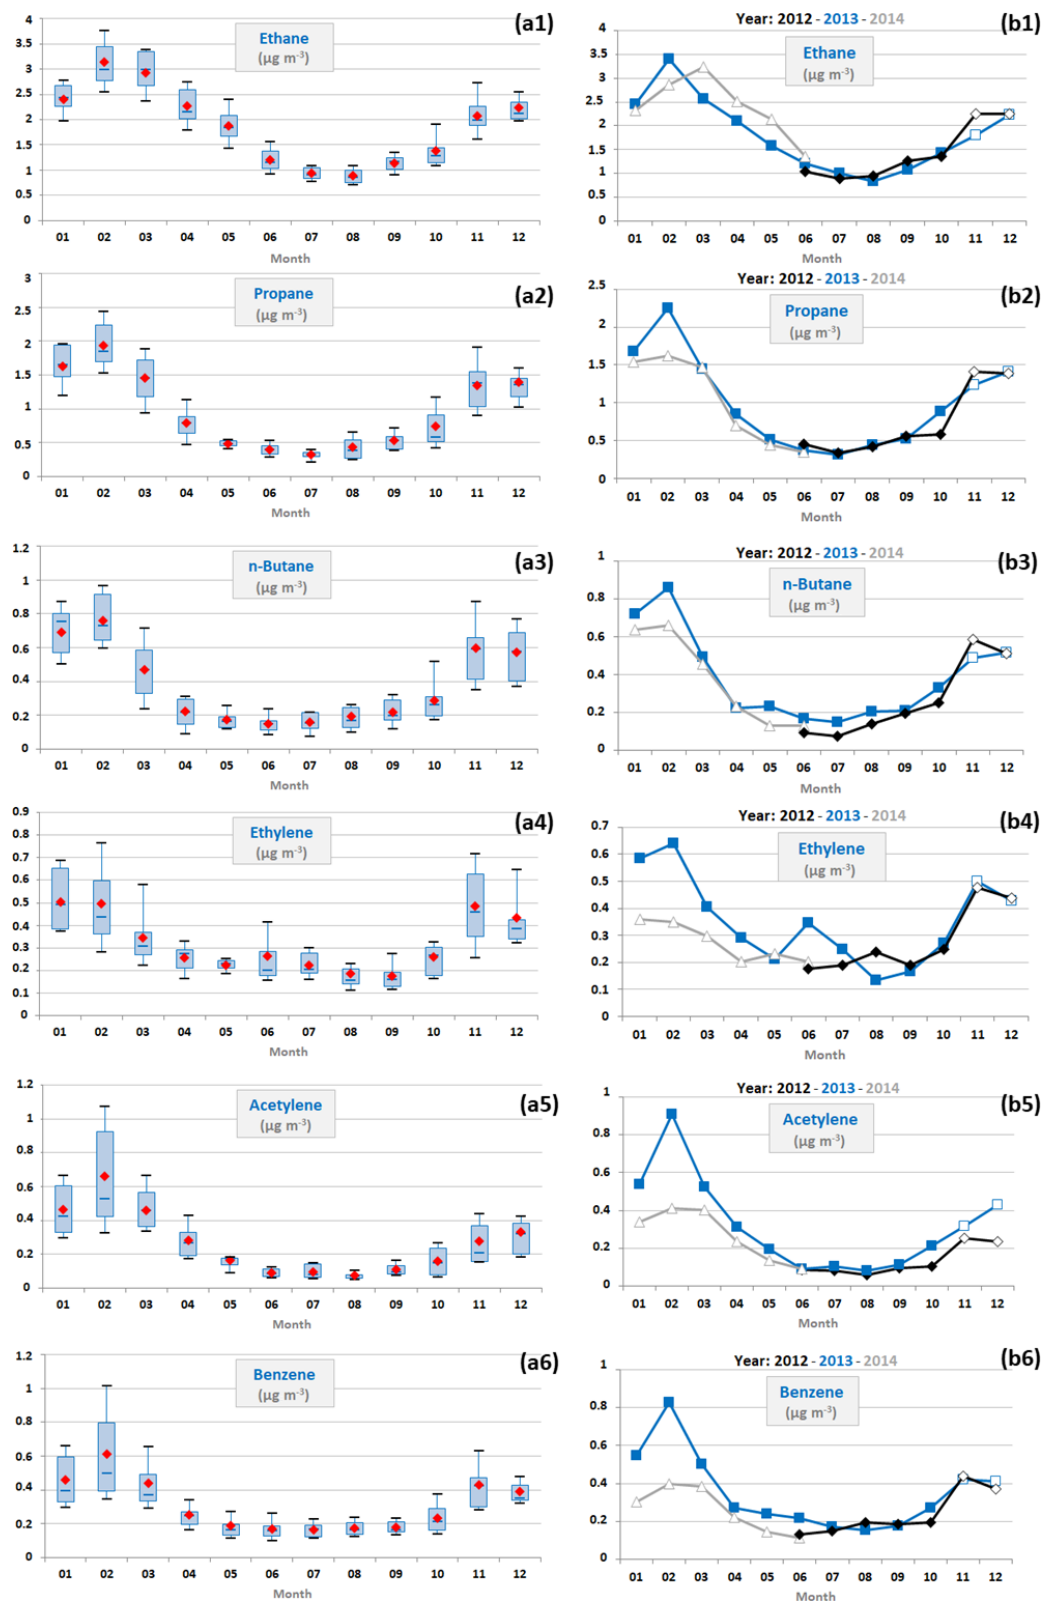 (a1)
Ethane
(µg m-3)
4
3.5
3
2.5
2
1.5
1
0.5
0
01 02 03 04 05 06 07 08 09 10 11 12
Month
Year: 2012 - 2013 - 2014
(b1)
Ethane
(µg m-3)
4
3.5
3
2.5
2
1.5
1
0.5
0
01 02 03 04 05 06 07 08 09 10 11 12
Month
(a2)
Propane
(µg m-3)
3
2.5
2
1.5
1
0.5
0
01 02 03 04 05 06 07 08 09 10 11 12
Month
Year: 2012 - 2013 - 2014
(b2)
Propane
(µg m-3)
2.5
2
1.5
1
0.5
0
01 02 03 04 05 06 07 08 09 10 11 12
Month
(a3)
n-Butane
(µg m-3)
1.2
1
0.8
0.6
0.4
0.2
0
01 02 03 04 05 06 07 08 09 10 11 12
Month
Year: 2012 - 2013 - 2014
(b3)
n-Butane
(µg m-3)
1
0.8
0.6
0.4
0.2
0
01 02 03 04 05 06 07 08 09 10 11 12
Month
(a4)
Ethylene
(µg m-3)
0.9
0.8
0.7
0.6
0.5
0.4
0.3
0.2
0.1
0
01 02 03 04 05 06 07 08 09 10 11 12
Month
Year: 2012 - 2013 - 2014
(b4)
Ethylene
(µg m-3)
0.7
0.6
0.5
0.4
0.3
0.2
0.1
0
01 02 03 04 05 06 07 08 09 10 11 12
Month
(a5)
Acetylene
(µg m-3)
1.2
1
0.8
0.6
0.4
0.2
0
01 02 03 04 05 06 07 08 09 10 11 12
Month
Year: 2012 - 2013 - 2014
(b5)
Acetylene
(µg m-3)
1
0.8
0.6
0.4
0.2
0
01 02 03 04 05 06 07 08 09 10 11 12
Month
(a6)
Benzene
(µg m-3)
1.2
1
0.8
0.6
0.4
0.2
0
01 02 03 04 05 06 07 08 09 10 11 12
Month
Year: 2012 - 2013 - 2014
(b6)
Benzene
(µg m-3)
1
0.8
0.6
0.4
0.2
0
01 02 03 04 05 06 07 08 09 10 11 12
Month